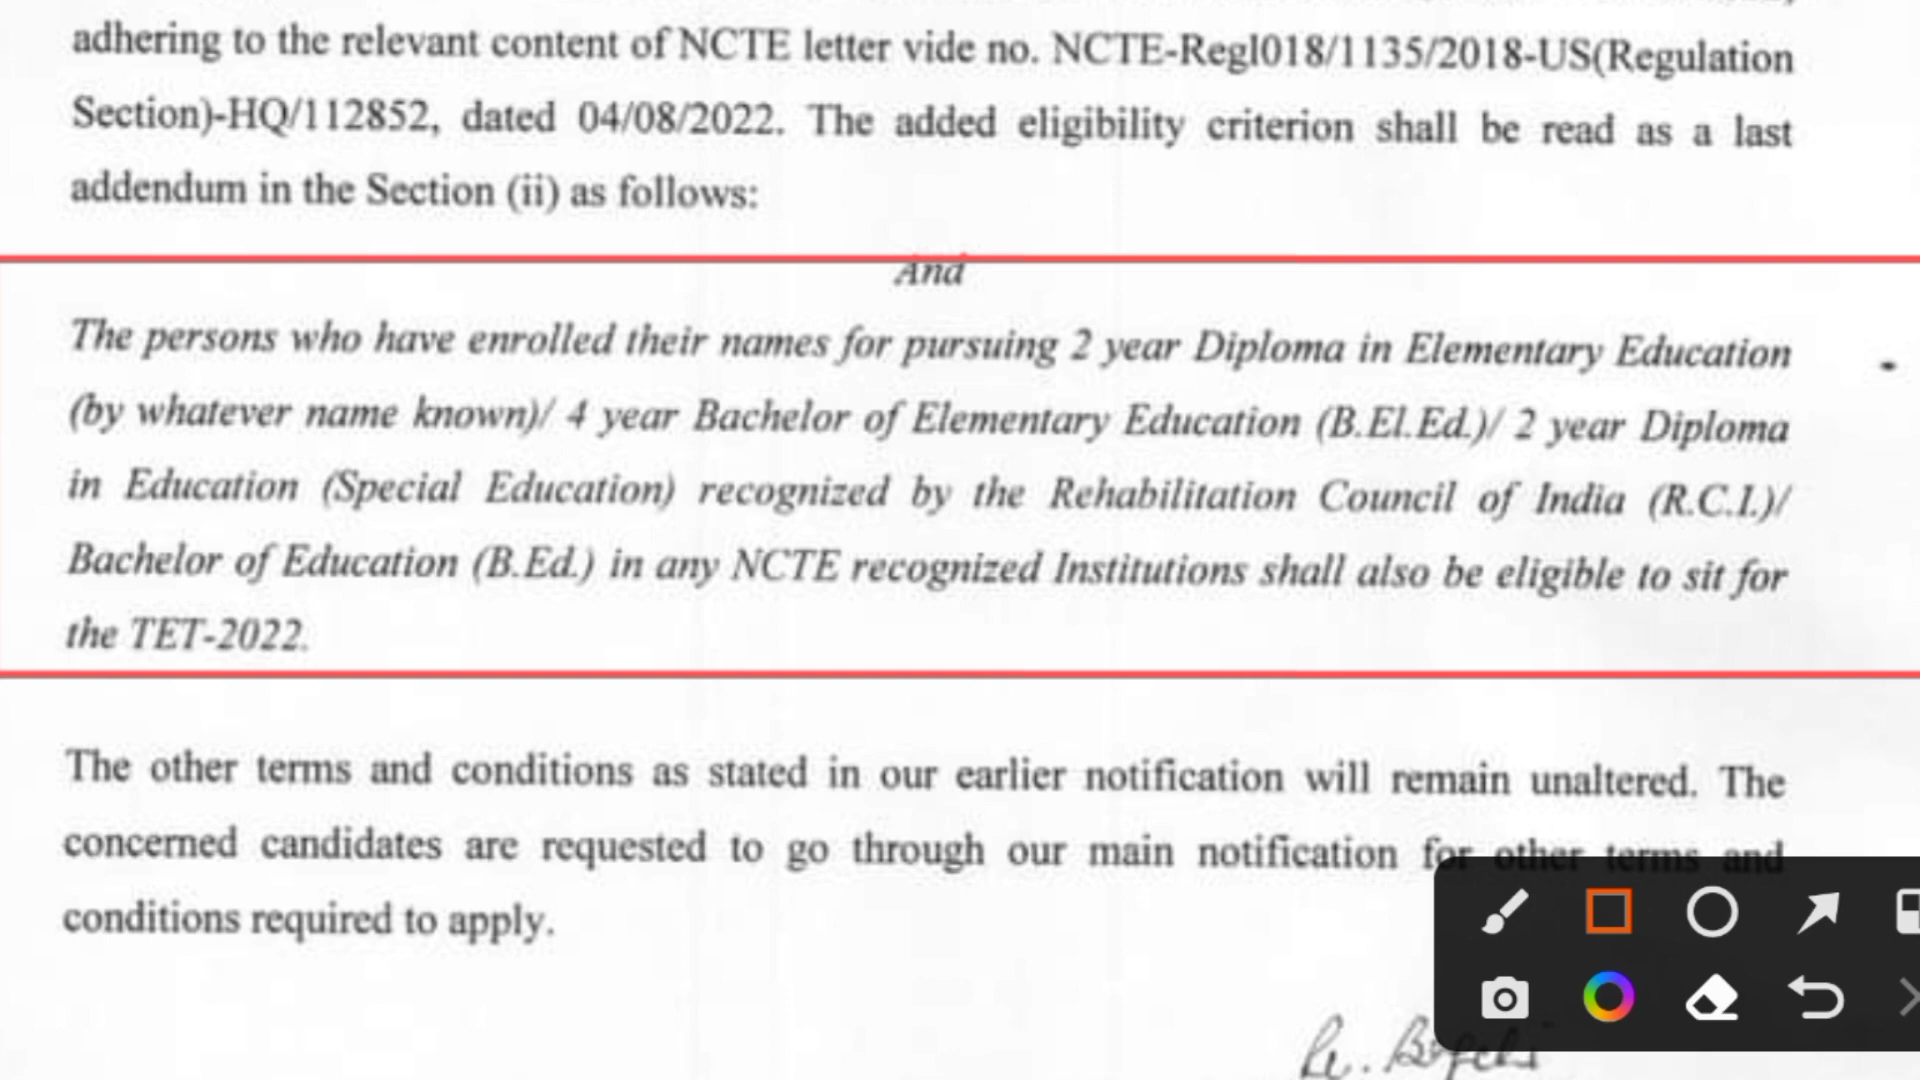 adhering to the relevant content of NCTE letter vide no. NCTE-Regl018/1135/2018-US(Regulation
Section)-HQ/112852, dated 04/08/2022. The added eligibility criterion shall be read as a last
addendum in the Section (ii) as follows:
And
The persons who have enrolled their names for pursuing 2 year Diploma in Elementary Education
(by whatever name known)/ 4 year Bachelor of Elementary Education (B.El.Ed.)/ 2 year Diploma
in Education (Special Education) recognized by the Rehabilitation Council of India (R.C.I.)/
Bachelor of Education (B.Ed.) in any NCTE recognized Institutions shall also be eligible to sit for
the TET-2022.
The other terms and conditions as stated in our earlier notification will remain unaltered. The
concerned candidates are requested to go through our main notification for other terms and
conditions required to apply.